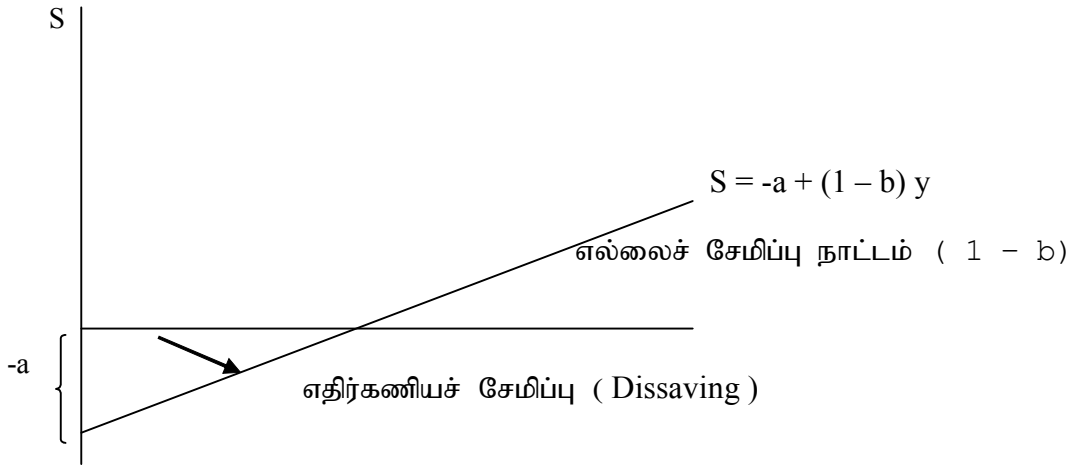 S
S = -a + (1 – b) y
எல்லைச் சேமிப்பு நாட்டம் ( 1 – b)
-a
எதிர்கணியச் சேமிப்பு ( Dissaving )